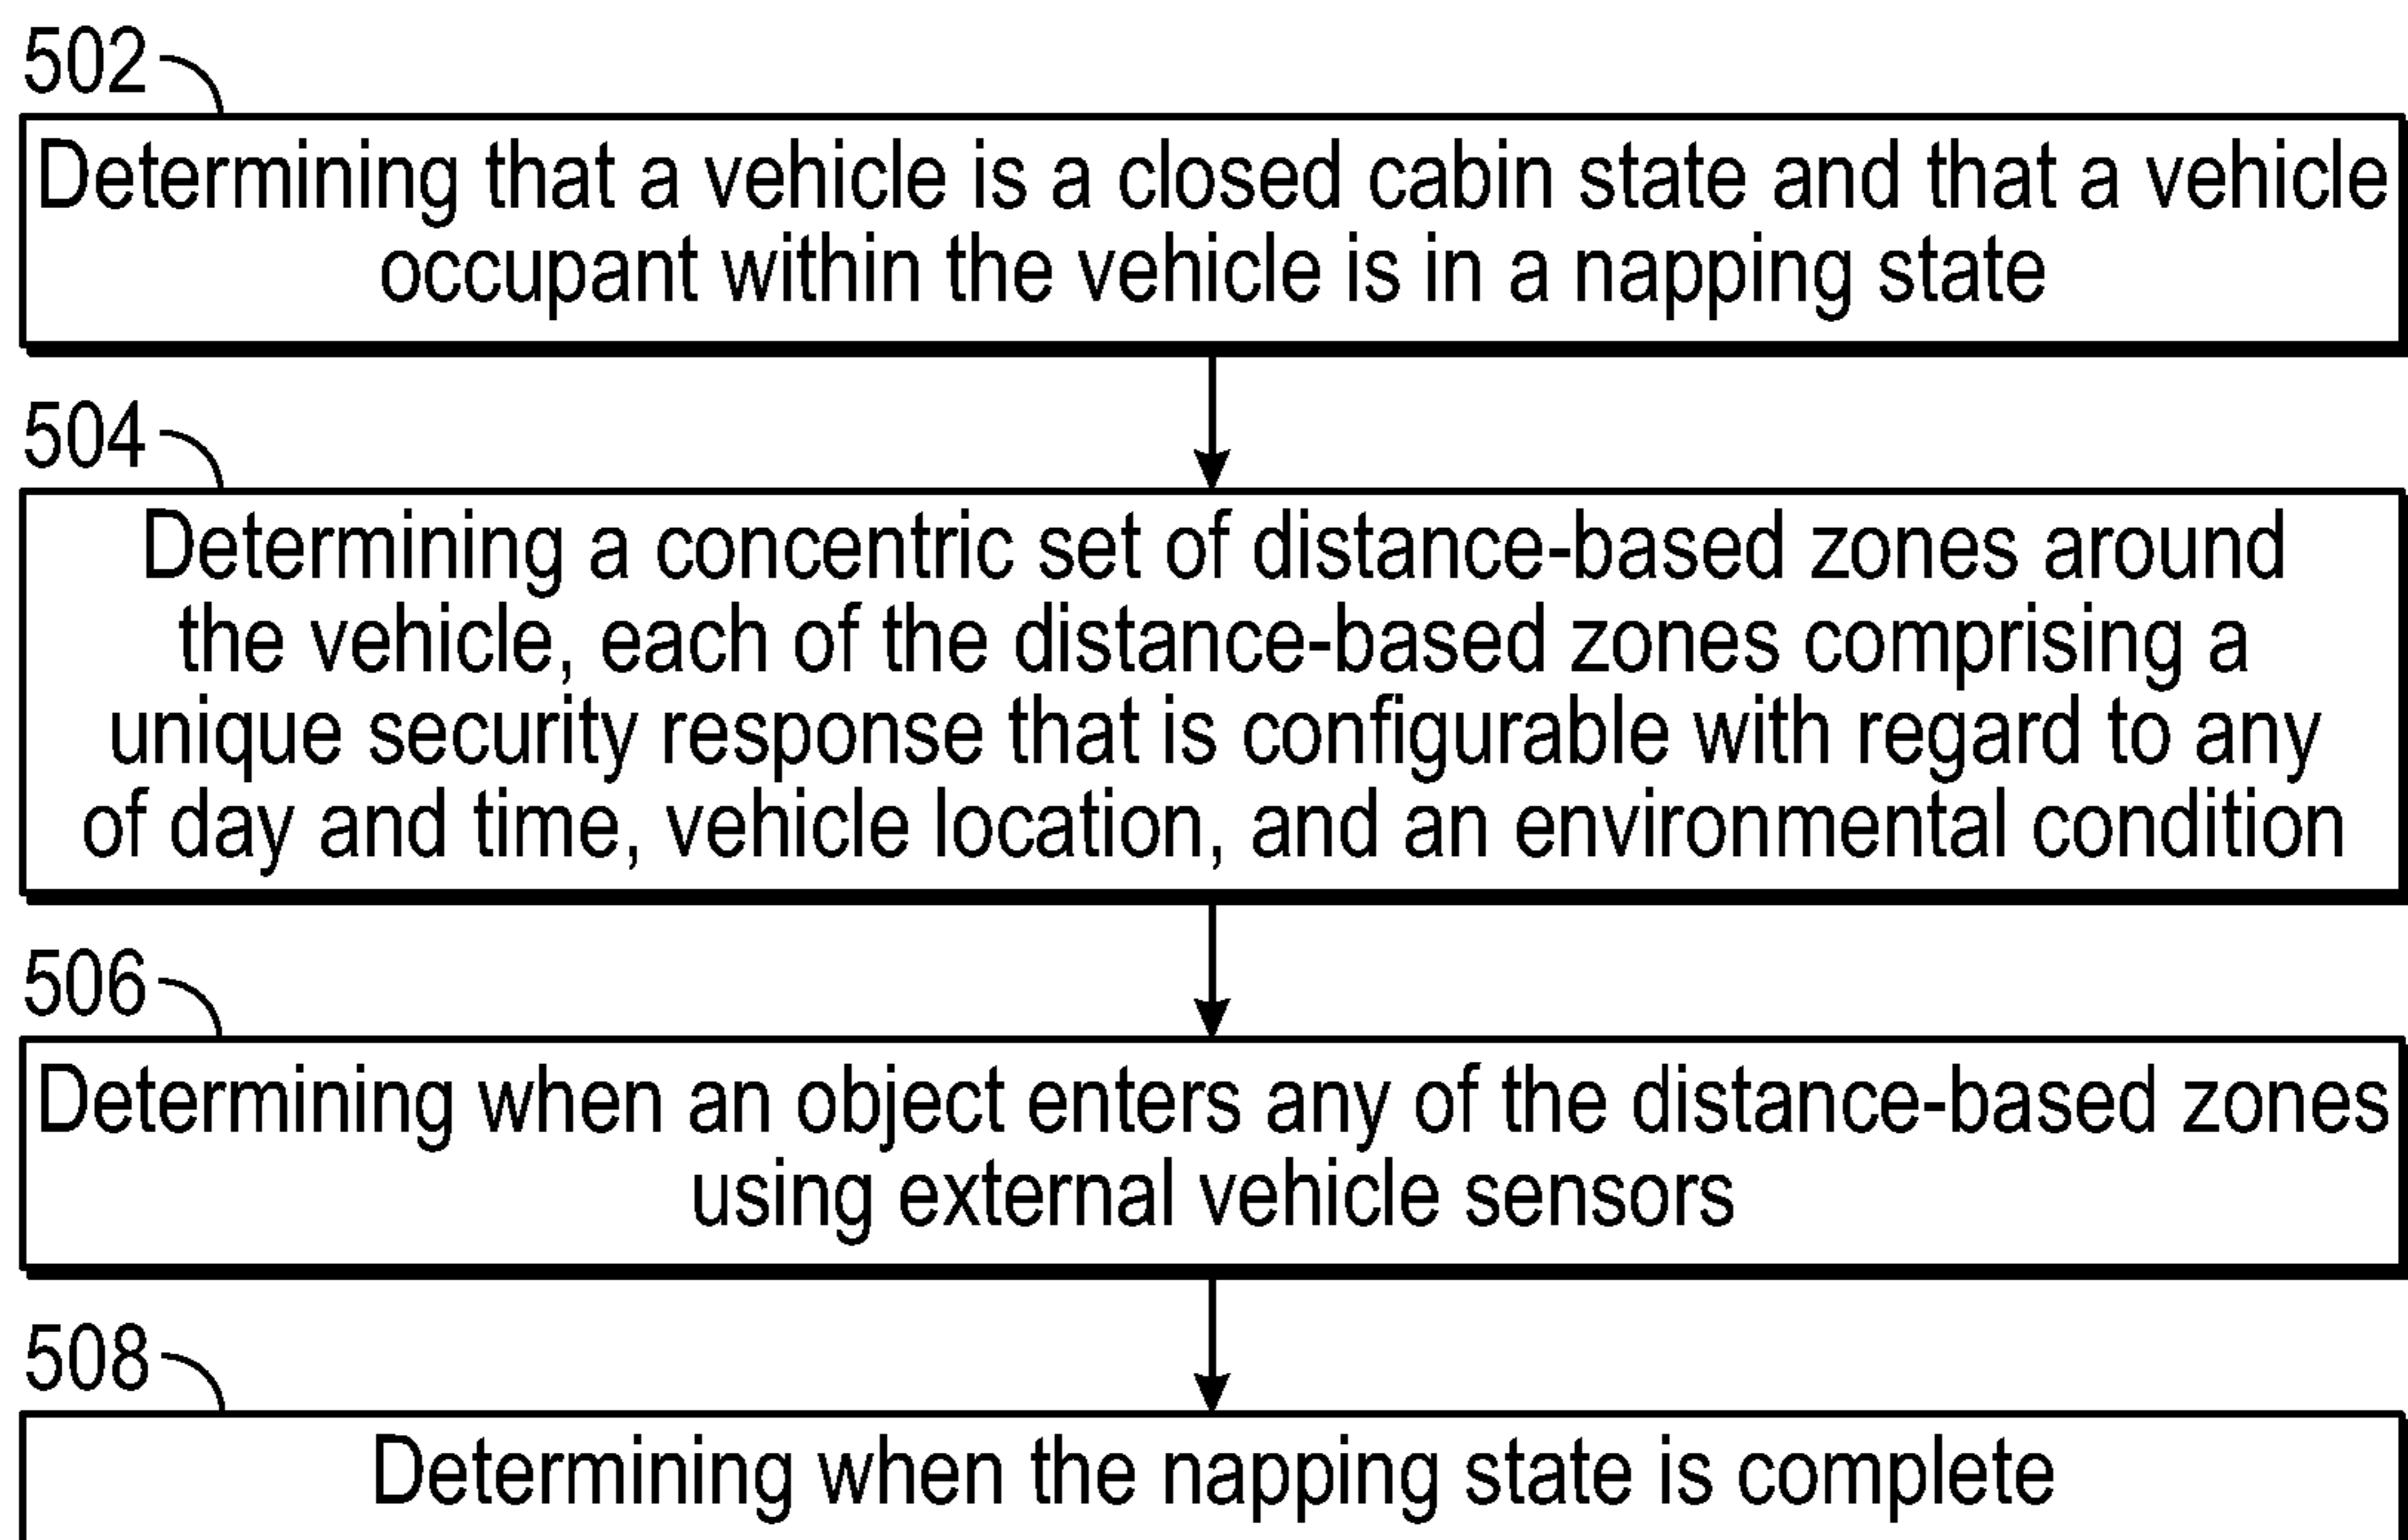 502
Determining that a vehicle is a closed cabin state and that a vehicle
occupant within the vehicle is in a napping state
504
Determining a concentric set of distance-based zones around
the vehicle, each of the distance-based zones comprising a
unique security response that is configurable with regard to any
of day and time, vehicle location, and an environmental condition
506
Determining when an object enters any of the distance-based zones
using external vehicle sensors
508
Determining when the napping state is complete